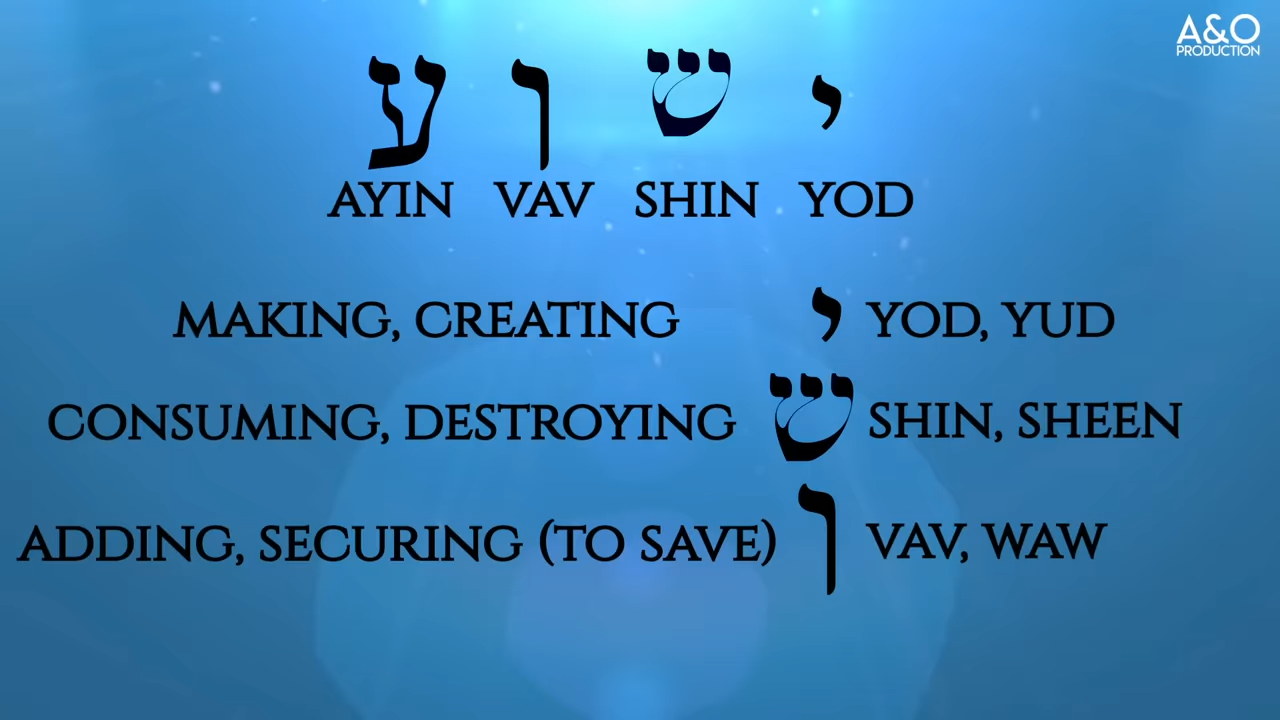 A&O
PRODUCTION
ע ו ש י
AYIN VAV SHIN YOD
MAKING, CREATING י YOD, YUD
CONSUMING, DESTROYING ש SHIN, SHEEN
ADDING, SECURING (TO SAVE) ו VAV, WAW